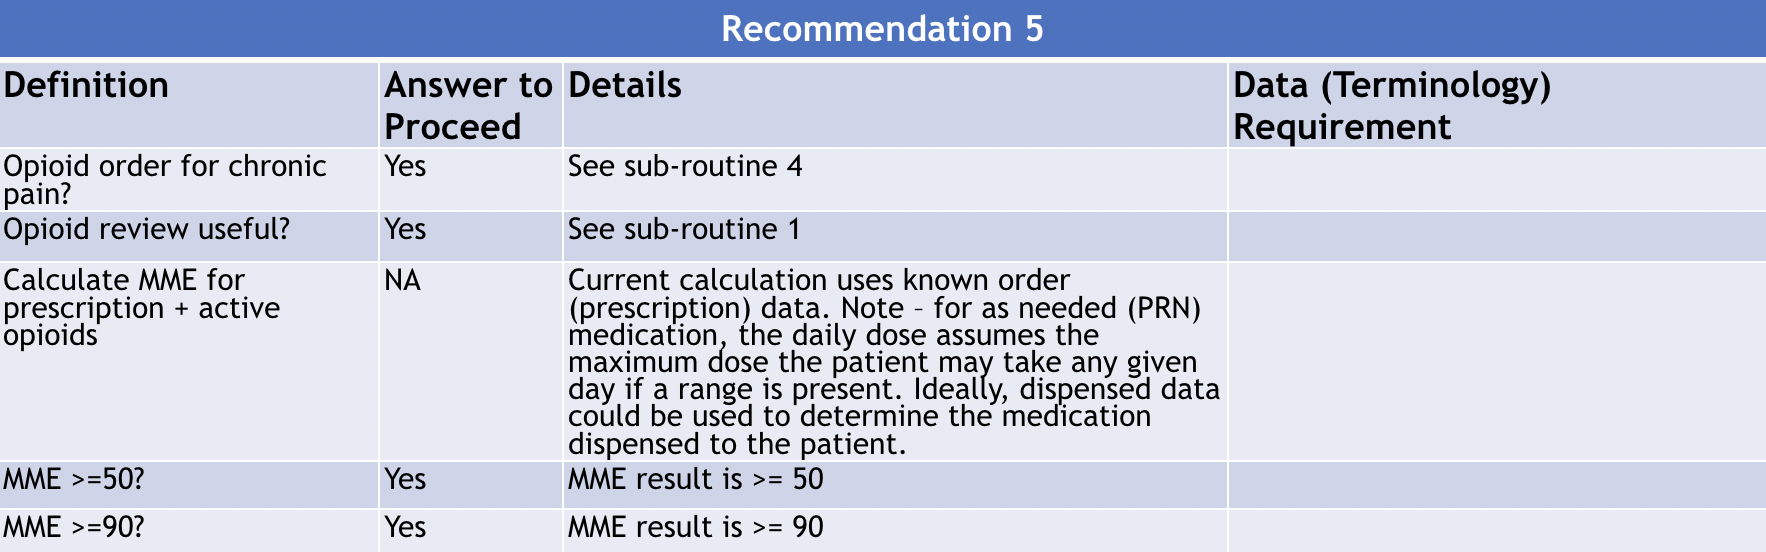 Recommendation 5
Definition
Answer to
Proceed
Details
Data (Terminology)
Requirement
Opioid order for chronic
pain?
Yes
See sub-routine 4
Opioid review useful?
Yes
See sub-routine 1
Calculate MME for
prescription + active
opioids
NA
Current calculation uses known order
(prescription) data. Note – for as needed (PRN)
medication, the daily dose assumes the
maximum dose the patient may take any given
day if a range is present. Ideally, dispensed data
could be used to determine the medication
dispensed to the patient.
MME >=50?
Yes
MME result is >= 50
MME >=90?
Yes
MME result is >= 90